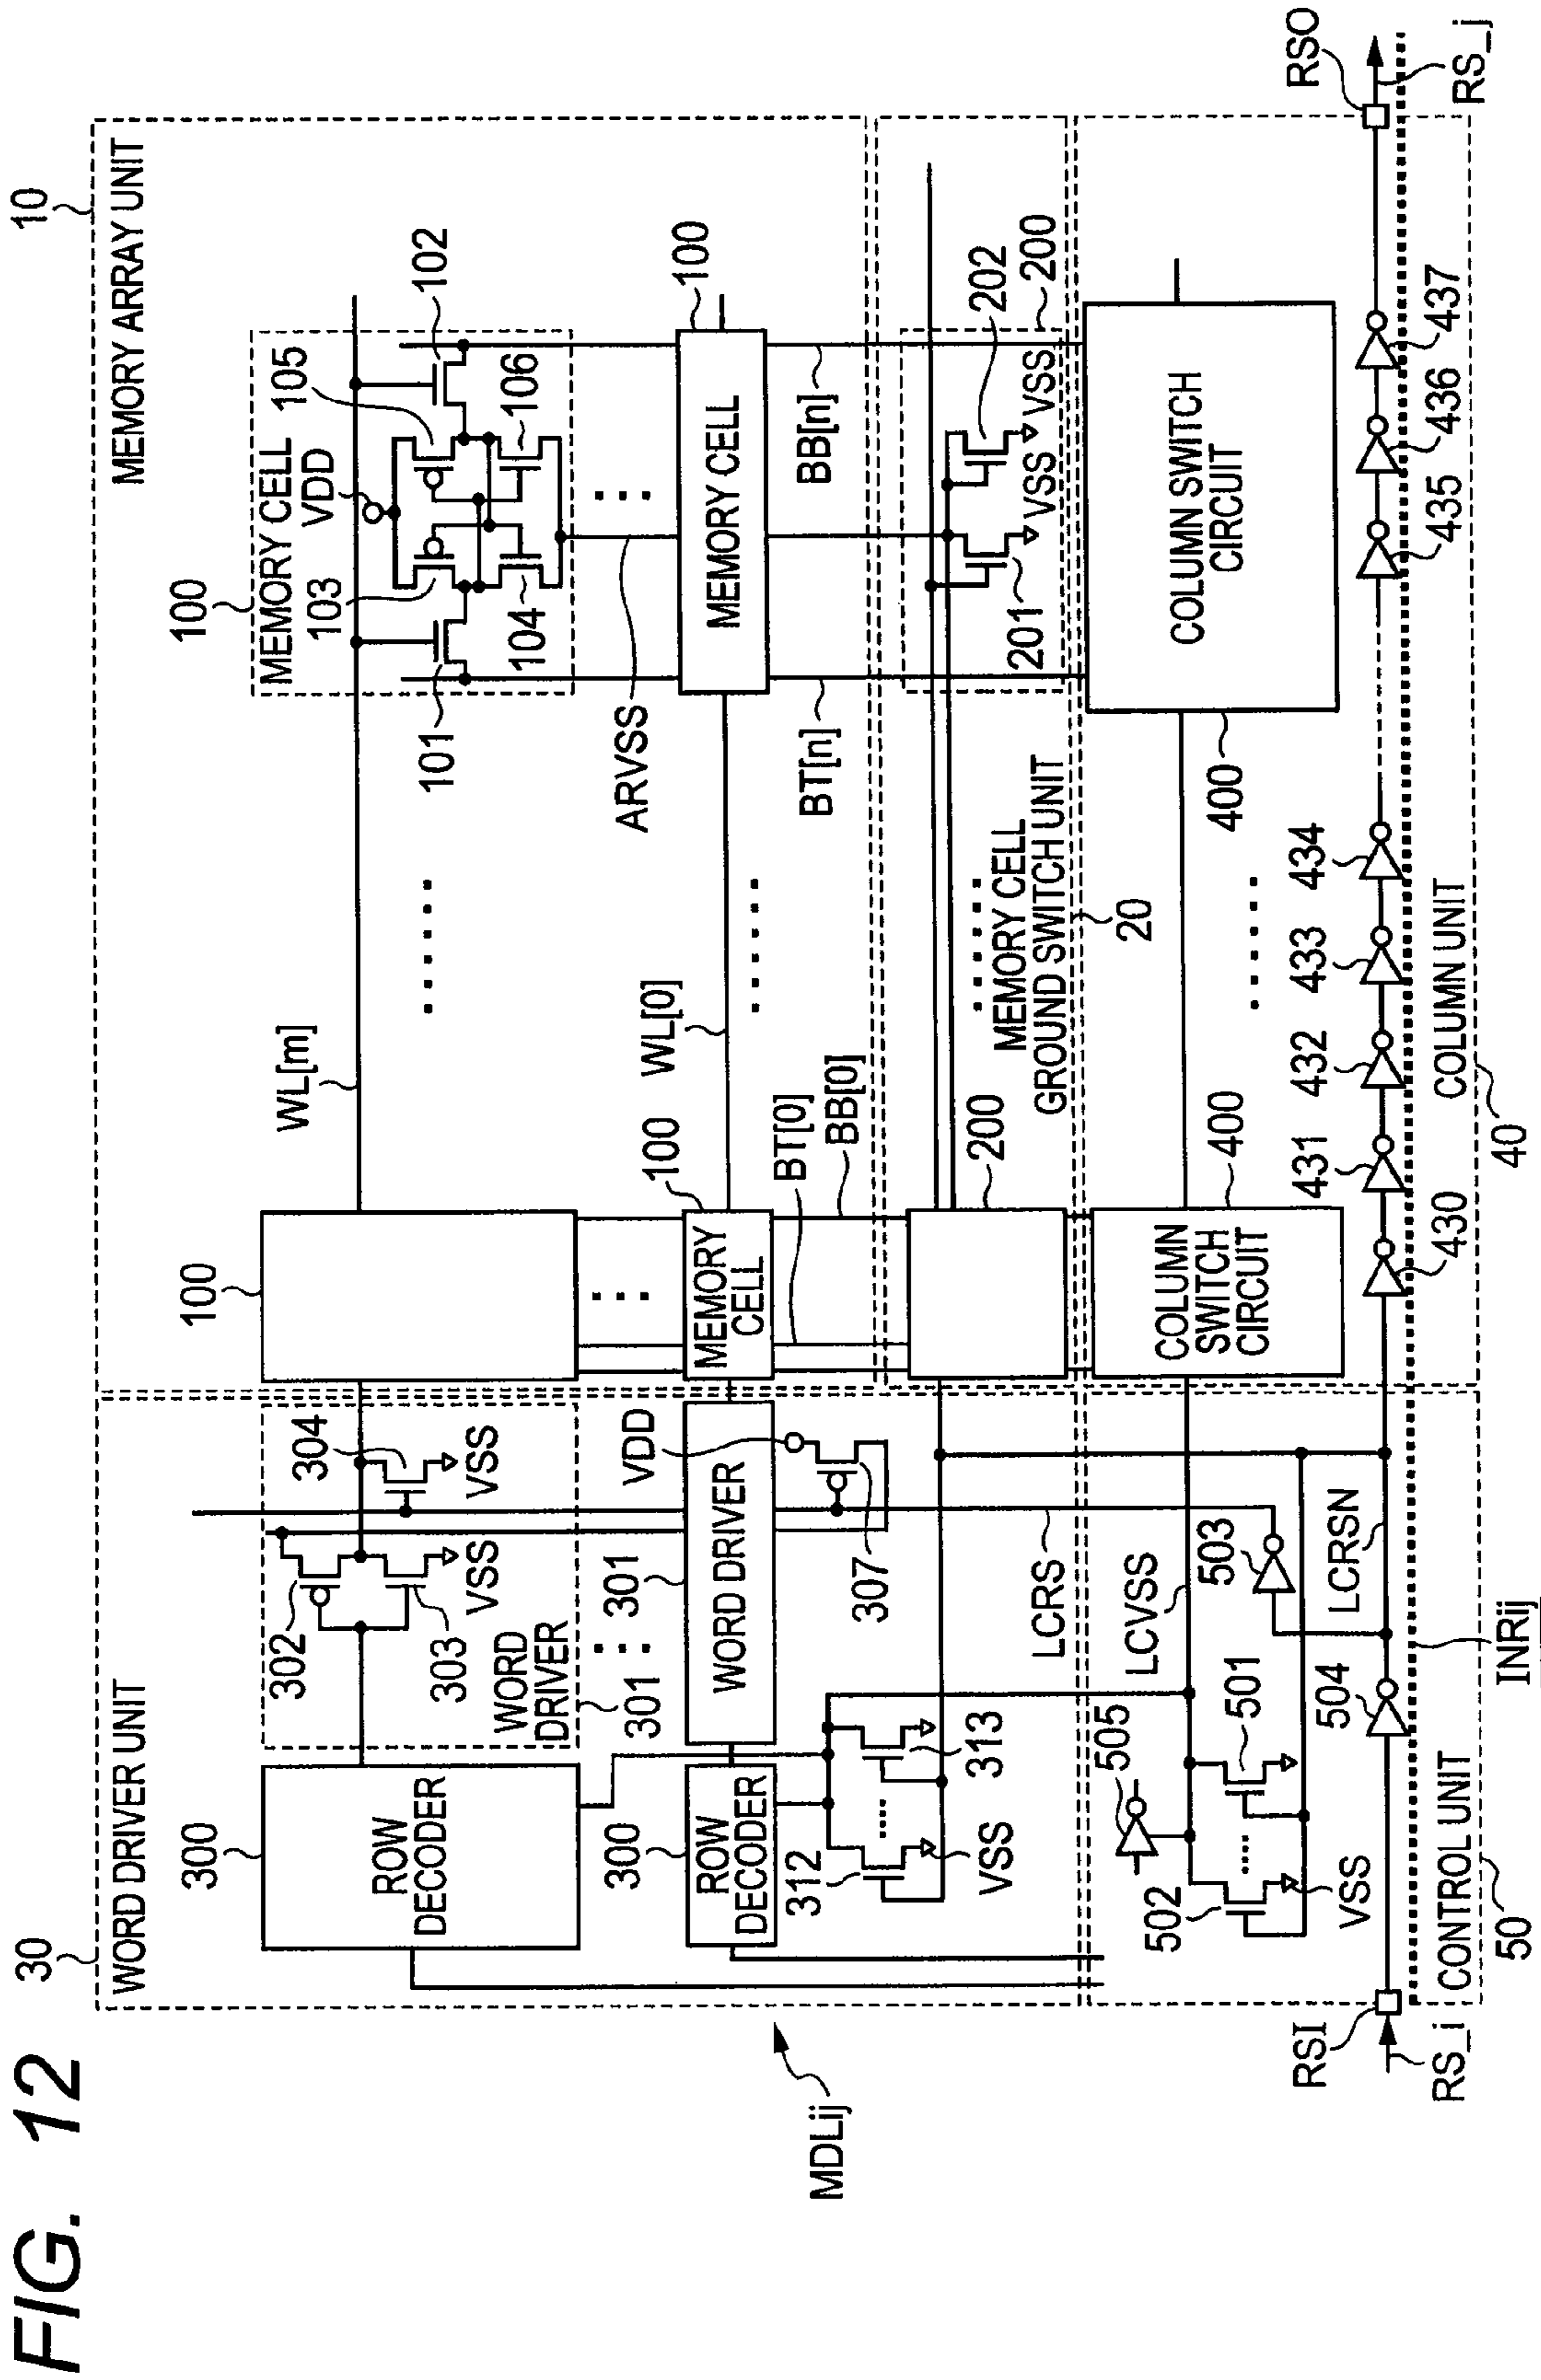 FIG. 12
30
WORD DRIVER UNIT
10
MEMORY ARRAY UNIT
300
ROW
DECODER
302
303
304
VSS
VSS
WORD
DRIVER
301
100
WL[m]
100
MEMORY CELL
VDD
101
102
103
104
105
106
ARVSS
300
ROW
DECODER
301
WORD DRIVER
VDD
307
100
MEMORY
CELL
WL[0]
100
MEMORY CELL
BT[0]
BB[0]
BT[n]
BB[n]
312
313
VSS
LCRS
200
MEMORY CELL
GROUND SWITCH UNIT
20
201
202
VSS
VSS
200
MDLij
505
LCVSS
502
501
VSS
503
504
LCRSN
400
COLUMN
SWITCH
CIRCUIT
400
COLUMN SWITCH
CIRCUIT
RSI
RS_i
430
431
432
433
434
435
436
437
RSO
RS_j
CONTROL UNIT
50
INRij
COLUMN UNIT
40